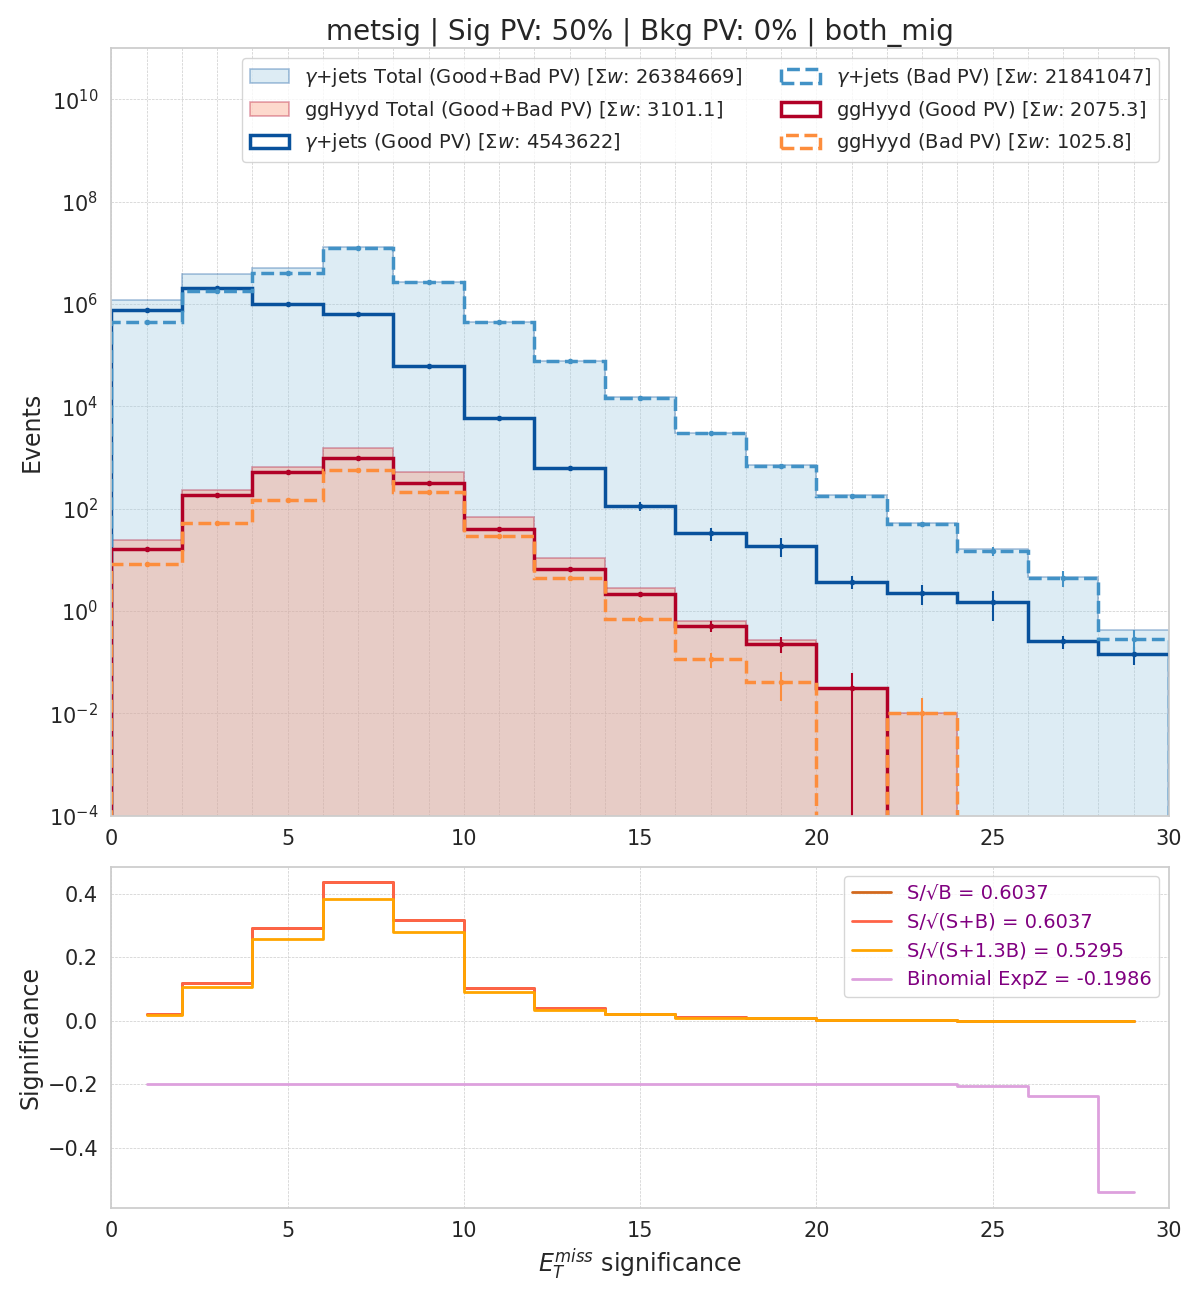 metsig | Sig PV: 50% | Bkg PV: 0% | both_mig
γ+jets Total (Good+Bad PV) [Σw: 26384669]
ggHyyd Total (Good+Bad PV) [Σw: 3101.1]
γ+jets (Good PV) [Σw: 4543622]
γ+jets (Bad PV) [Σw: 21841047]
ggHyyd (Good PV) [Σw: 2075.3]
ggHyyd (Bad PV) [Σw: 1025.8]
Events
10^10
10^8
10^6
10^4
10^2
10^0
10^−2
10^−4
0 5 10 15 20 25 30
Significance
0.4
0.2
0.0
−0.2
−0.4
S/√B = 0.6037
S/√(S+B) = 0.6037
S/√(S+1.3B) = 0.5295
Binomial ExpZ = -0.1986
0 5 10 15 20 25 30
E_T^miss significance